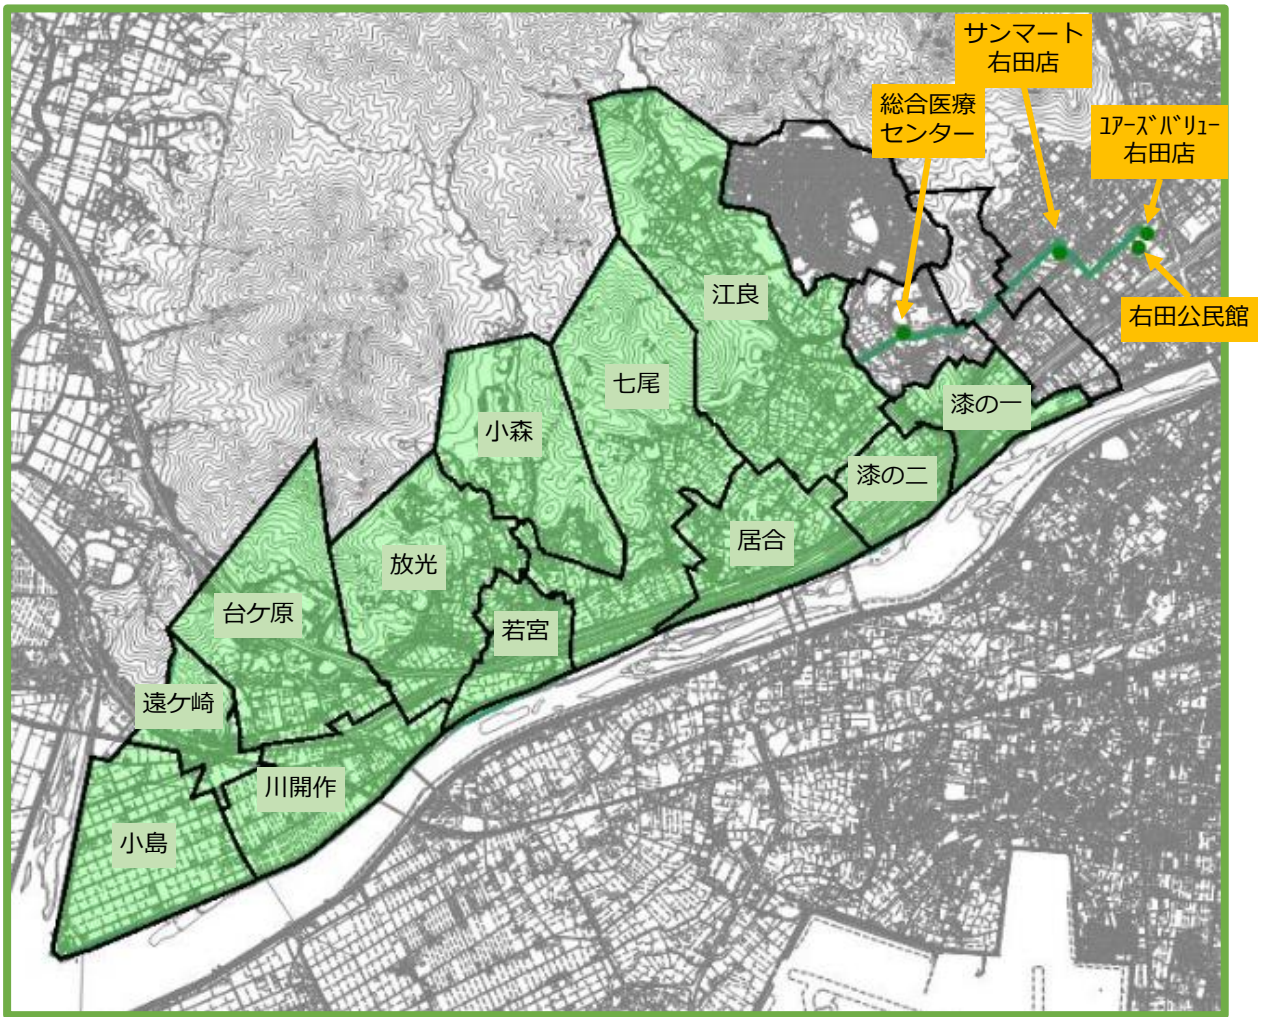 サンマート
右田店
総合医療
センター
ﾕｱｰｽﾞﾊﾞﾘｭｰ
右田店
右田公民館
江良
七尾
漆の一
小森
漆の二
居合
放光
台ケ原
若宮
遠ケ崎
川開作
小島